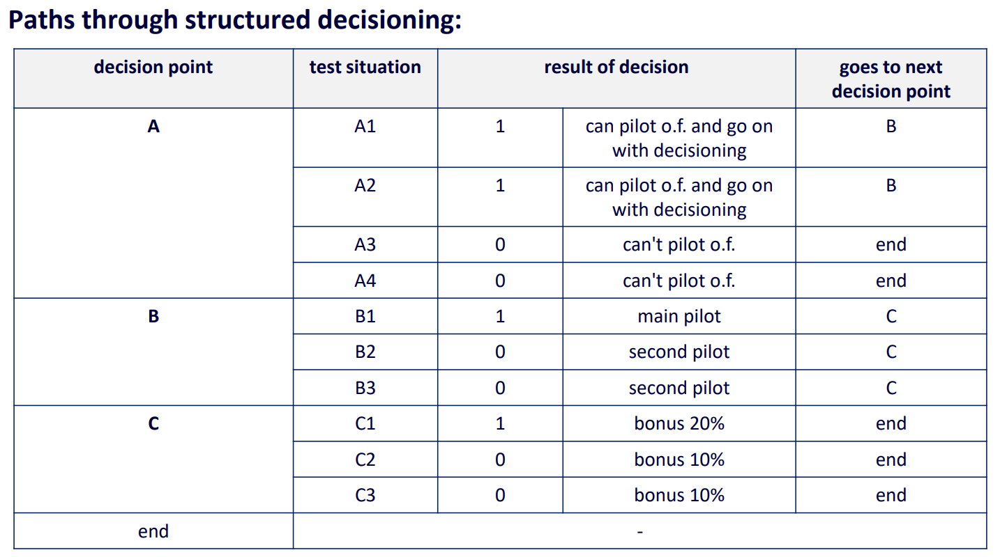 Paths through structured decisioning:
decision point test situation result of decision goes to next
decision point
A A1 1 can pilot o.f. and go on B
with decisioning
A2 1 can pilot o.f. and go on B
with decisioning
A3 0 can't pilot o.f. end
A4 0 can't pilot o.f. end
B B1 1 main pilot C
B2 0 second pilot C
B3 0 second pilot C
C C1 1 bonus 20% end
C2 0 bonus 10% end
C3 0 bonus 10% end
end -